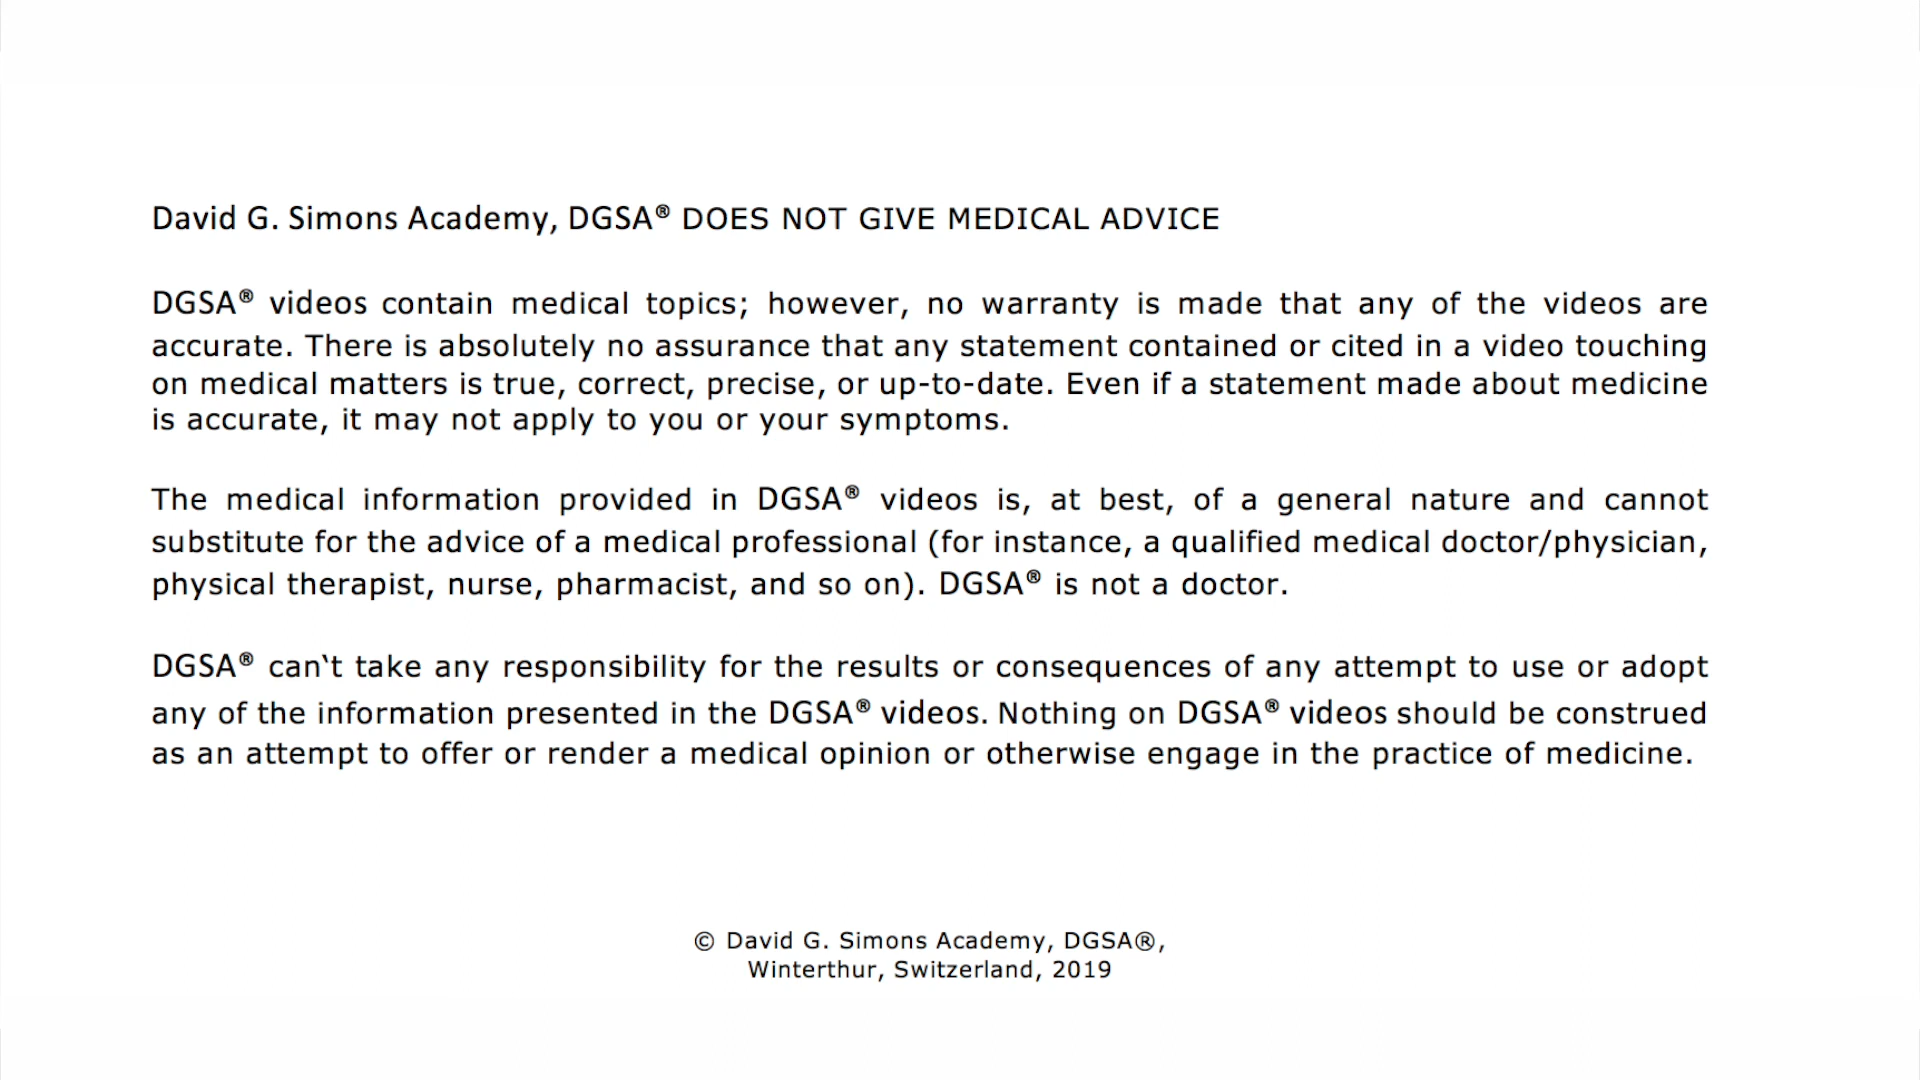 David G. Simons Academy, DGSA® DOES NOT GIVE MEDICAL ADVICE
DGSA® videos contain medical topics; however, no warranty is made that any of the videos are
accurate. There is absolutely no assurance that any statement contained or cited in a video touching
on medical matters is true, correct, precise, or up-to-date. Even if a statement made about medicine
is accurate, it may not apply to you or your symptoms.
The medical information provided in DGSA® videos is, at best, of a general nature and cannot
substitute for the advice of a medical professional (for instance, a qualified medical doctor/physician,
physical therapist, nurse, pharmacist, and so on). DGSA® is not a doctor.
DGSA® can‛t take any responsibility for the results or consequences of any attempt to use or adopt
any of the information presented in the DGSA® videos. Nothing on DGSA® videos should be construed
as an attempt to offer or render a medical opinion or otherwise engage in the practice of medicine.
© David G. Simons Academy, DGSA®,
Winterthur, Switzerland, 2019